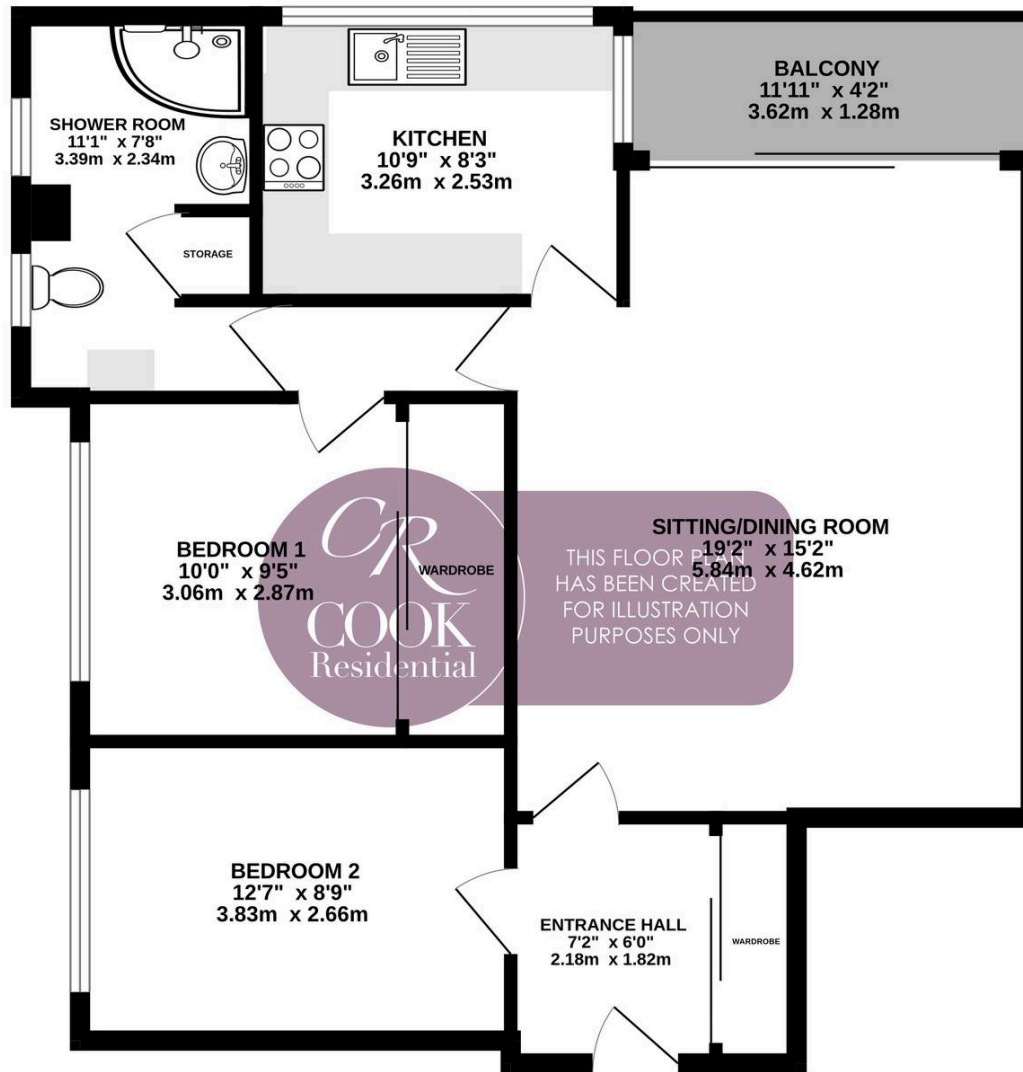 BALCONY
11'11" x 4'2"
3.62m x 1.28m
SHOWER ROOM
11'1" x 7'8"
3.39m x 2.34m
KITCHEN
10'9" x 8'3"
3.26m x 2.53m
STORAGE
BEDROOM 1
10'0" x 9'5"
3.06m x 2.87m
WARDROBE
CR
COOK
Residential
THIS FLOOR PLAN
HAS BEEN CREATED
FOR ILLUSTRATION
PURPOSES ONLY
SITTING/DINING ROOM
19'2" x 15'2"
5.84m x 4.62m
BEDROOM 2
12'7" x 8'9"
3.83m x 2.66m
ENTRANCE HALL
7'2" x 6'0"
2.18m x 1.82m
WARDROBE